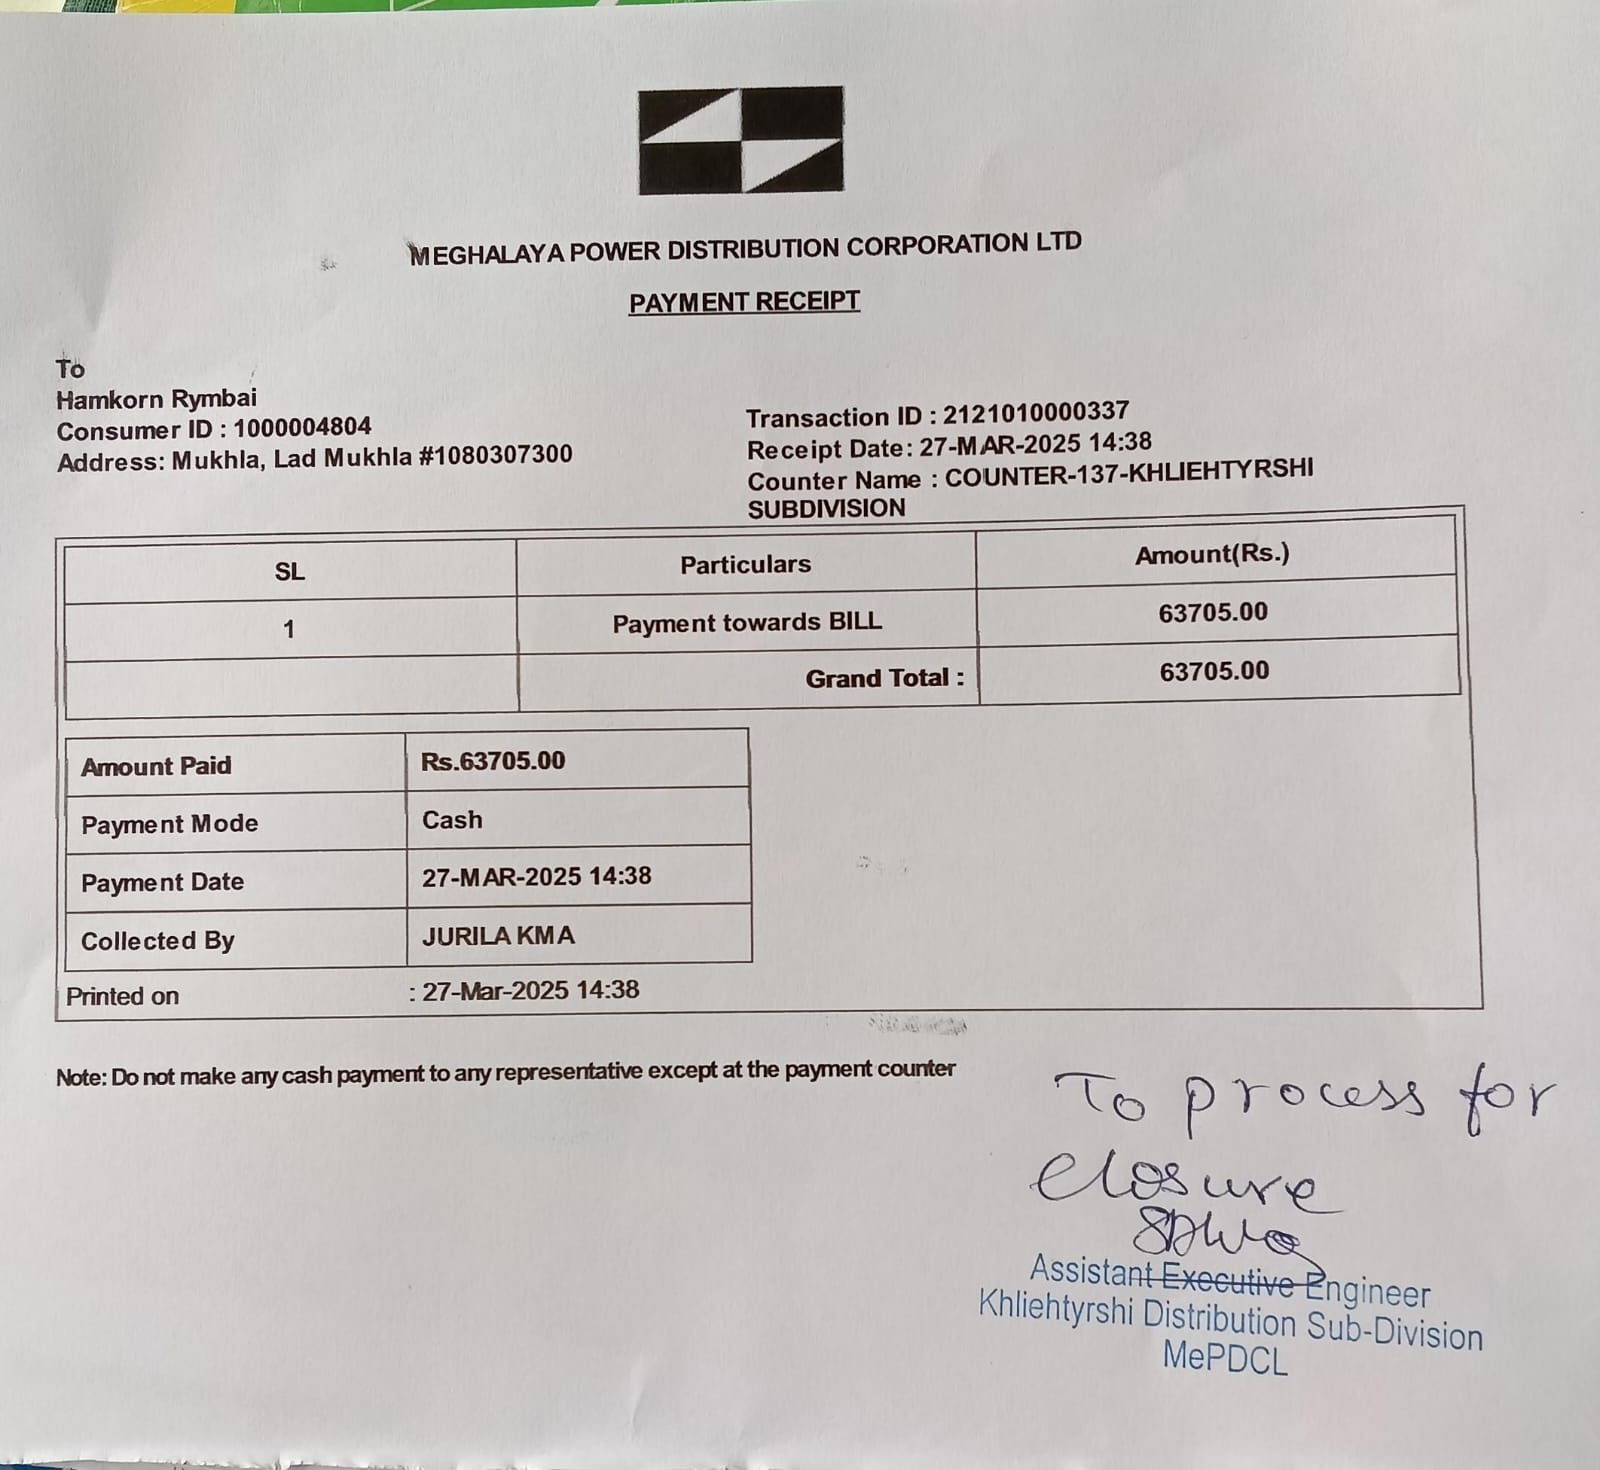 MEGHALAYA POWER DISTRIBUTION CORPORATION LTD
PAYMENT RECEIPT
To
Hamkorn Rymbai
Consumer ID : 1000004804
Address: Mukhla, Lad Mukhla #1080307300
Transaction ID : 2121010000337
Receipt Date: 27-MAR-2025 14:38
Counter Name : COUNTER-137-KHLIEHTYRSHI
SUBDIVISION
SL Particulars Amount(Rs.)
1 Payment towards BILL 63705.00
Grand Total : 63705.00
Amount Paid Rs.63705.00
Payment Mode Cash
Payment Date 27-MAR-2025 14:38
Collected By JURILA KMA
Printed on : 27-Mar-2025 14:38
Note: Do not make any cash payment to any representative except at the payment counter
To process for
closure
Assistant Executive Engineer
Khliehtyrshi Distribution Sub-Division
MePDCL